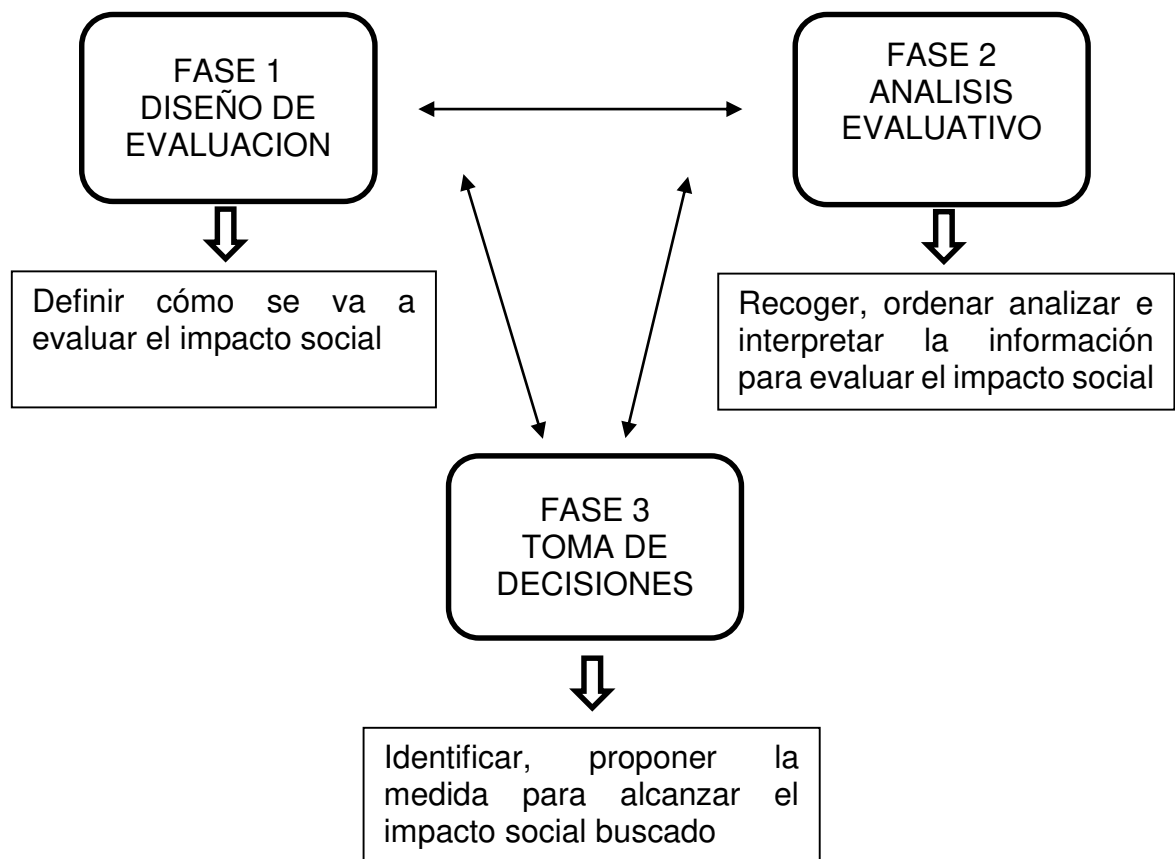 FASE 1
DISEÑO DE
EVALUACION
FASE 2
ANALISIS
EVALUATIVO
Definir cómo se va a
evaluar el impacto social
Recoger, ordenar analizar e
interpretar la información
para evaluar el impacto social
FASE 3
TOMA DE
DECISIONES
Identificar, proponer la
medida para alcanzar el
impacto social buscado